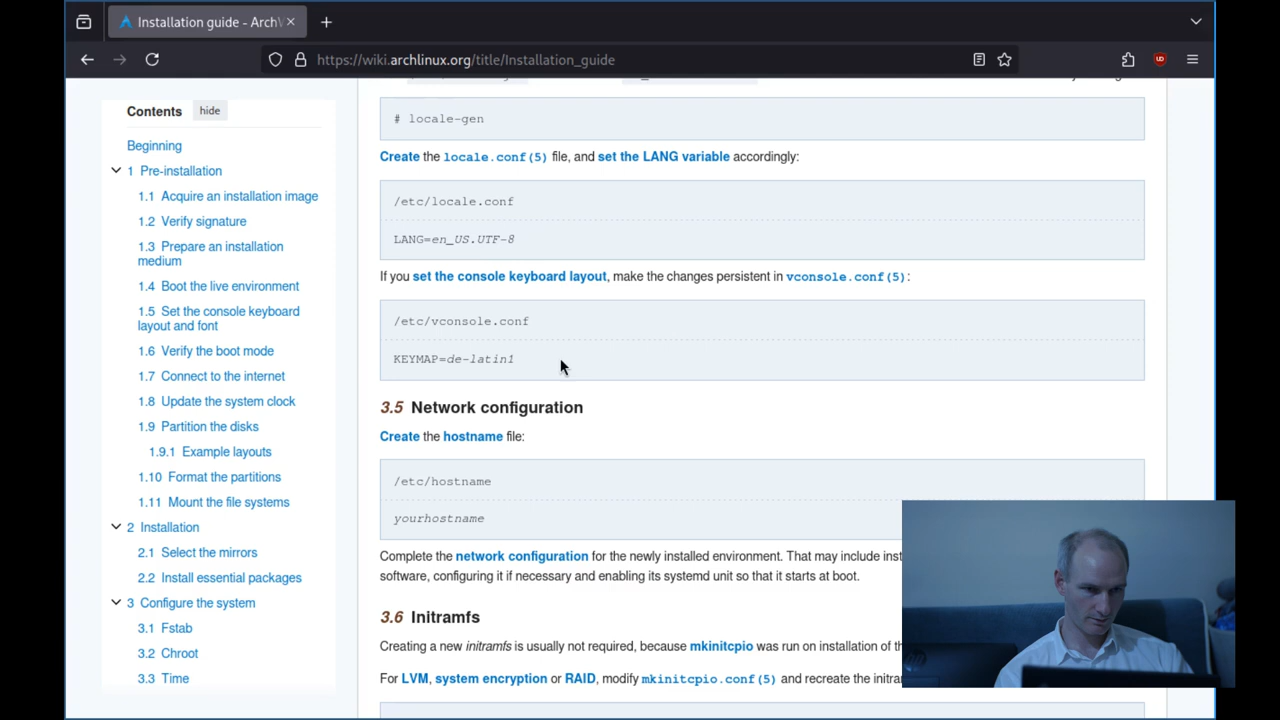 Installation guide - ArchW
https://wiki.archlinux.org/title/Installation_guide
Contents
hide
Beginning
1 Pre-installation
1.1 Acquire an installation image
1.2 Verify signature
1.3 Prepare an installation
medium
1.4 Boot the live environment
1.5 Set the console keyboard
layout and font
1.6 Verify the boot mode
1.7 Connect to the internet
1.8 Update the system clock
1.9 Partition the disks
1.9.1 Example layouts
1.10 Format the partitions
1.11 Mount the file systems
2 Installation
2.1 Select the mirrors
2.2 Install essential packages
3 Configure the system
3.1 Fstab
3.2 Chroot
3.3 Time
# locale-gen
Create the locale.conf(5) file, and set the LANG variable accordingly:
/etc/locale.conf
LANG=en_US.UTF-8
If you set the console keyboard layout, make the changes persistent in vconsole.conf(5):
/etc/vconsole.conf
KEYMAP=de-latin1
3.5 Network configuration
Create the hostname file:
/etc/hostname
yourhostname
Complete the network configuration for the newly installed environment. That may include inst
software, configuring it if necessary and enabling its systemd unit so that it starts at boot.
3.6 Initramfs
Creating a new initramfs is usually not required, because mkinitcpio was run on installation of th
For LVM, system encryption or RAID, modify mkinitcpio.conf(5) and recreate the initra